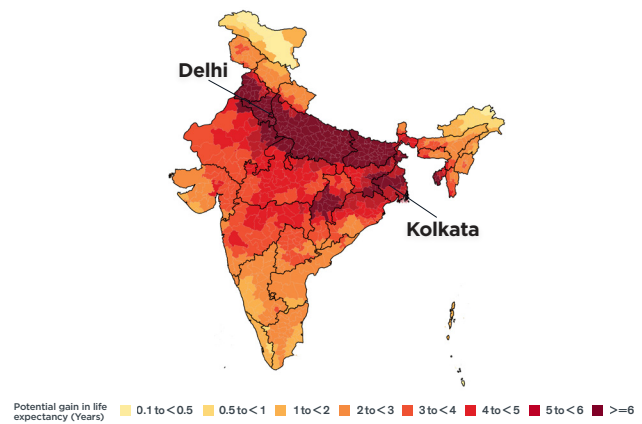 Delhi
Kolkata
Potential gain in life
expectancy (Years)
0.1 to < 0.5
0.5 to < 1
1 to < 2
2 to < 3
3 to < 4
4 to < 5
5 to < 6
>=6